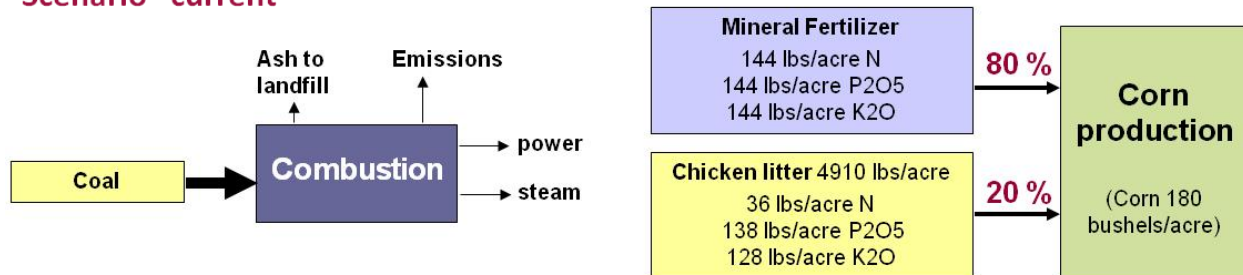 Scenario current
Ash to
landfill
Emissions
Coal
Combustion
power
steam
Mineral Fertilizer
144 lbs/acre N
144 lbs/acre P2O5
144 lbs/acre K2O
80 %
Chicken litter 4910 lbs/acre
36 lbs/acre N
138 lbs/acre P2O5
128 lbs/acre K2O
20 %
Corn
production
(Corn 180
bushels/acre)